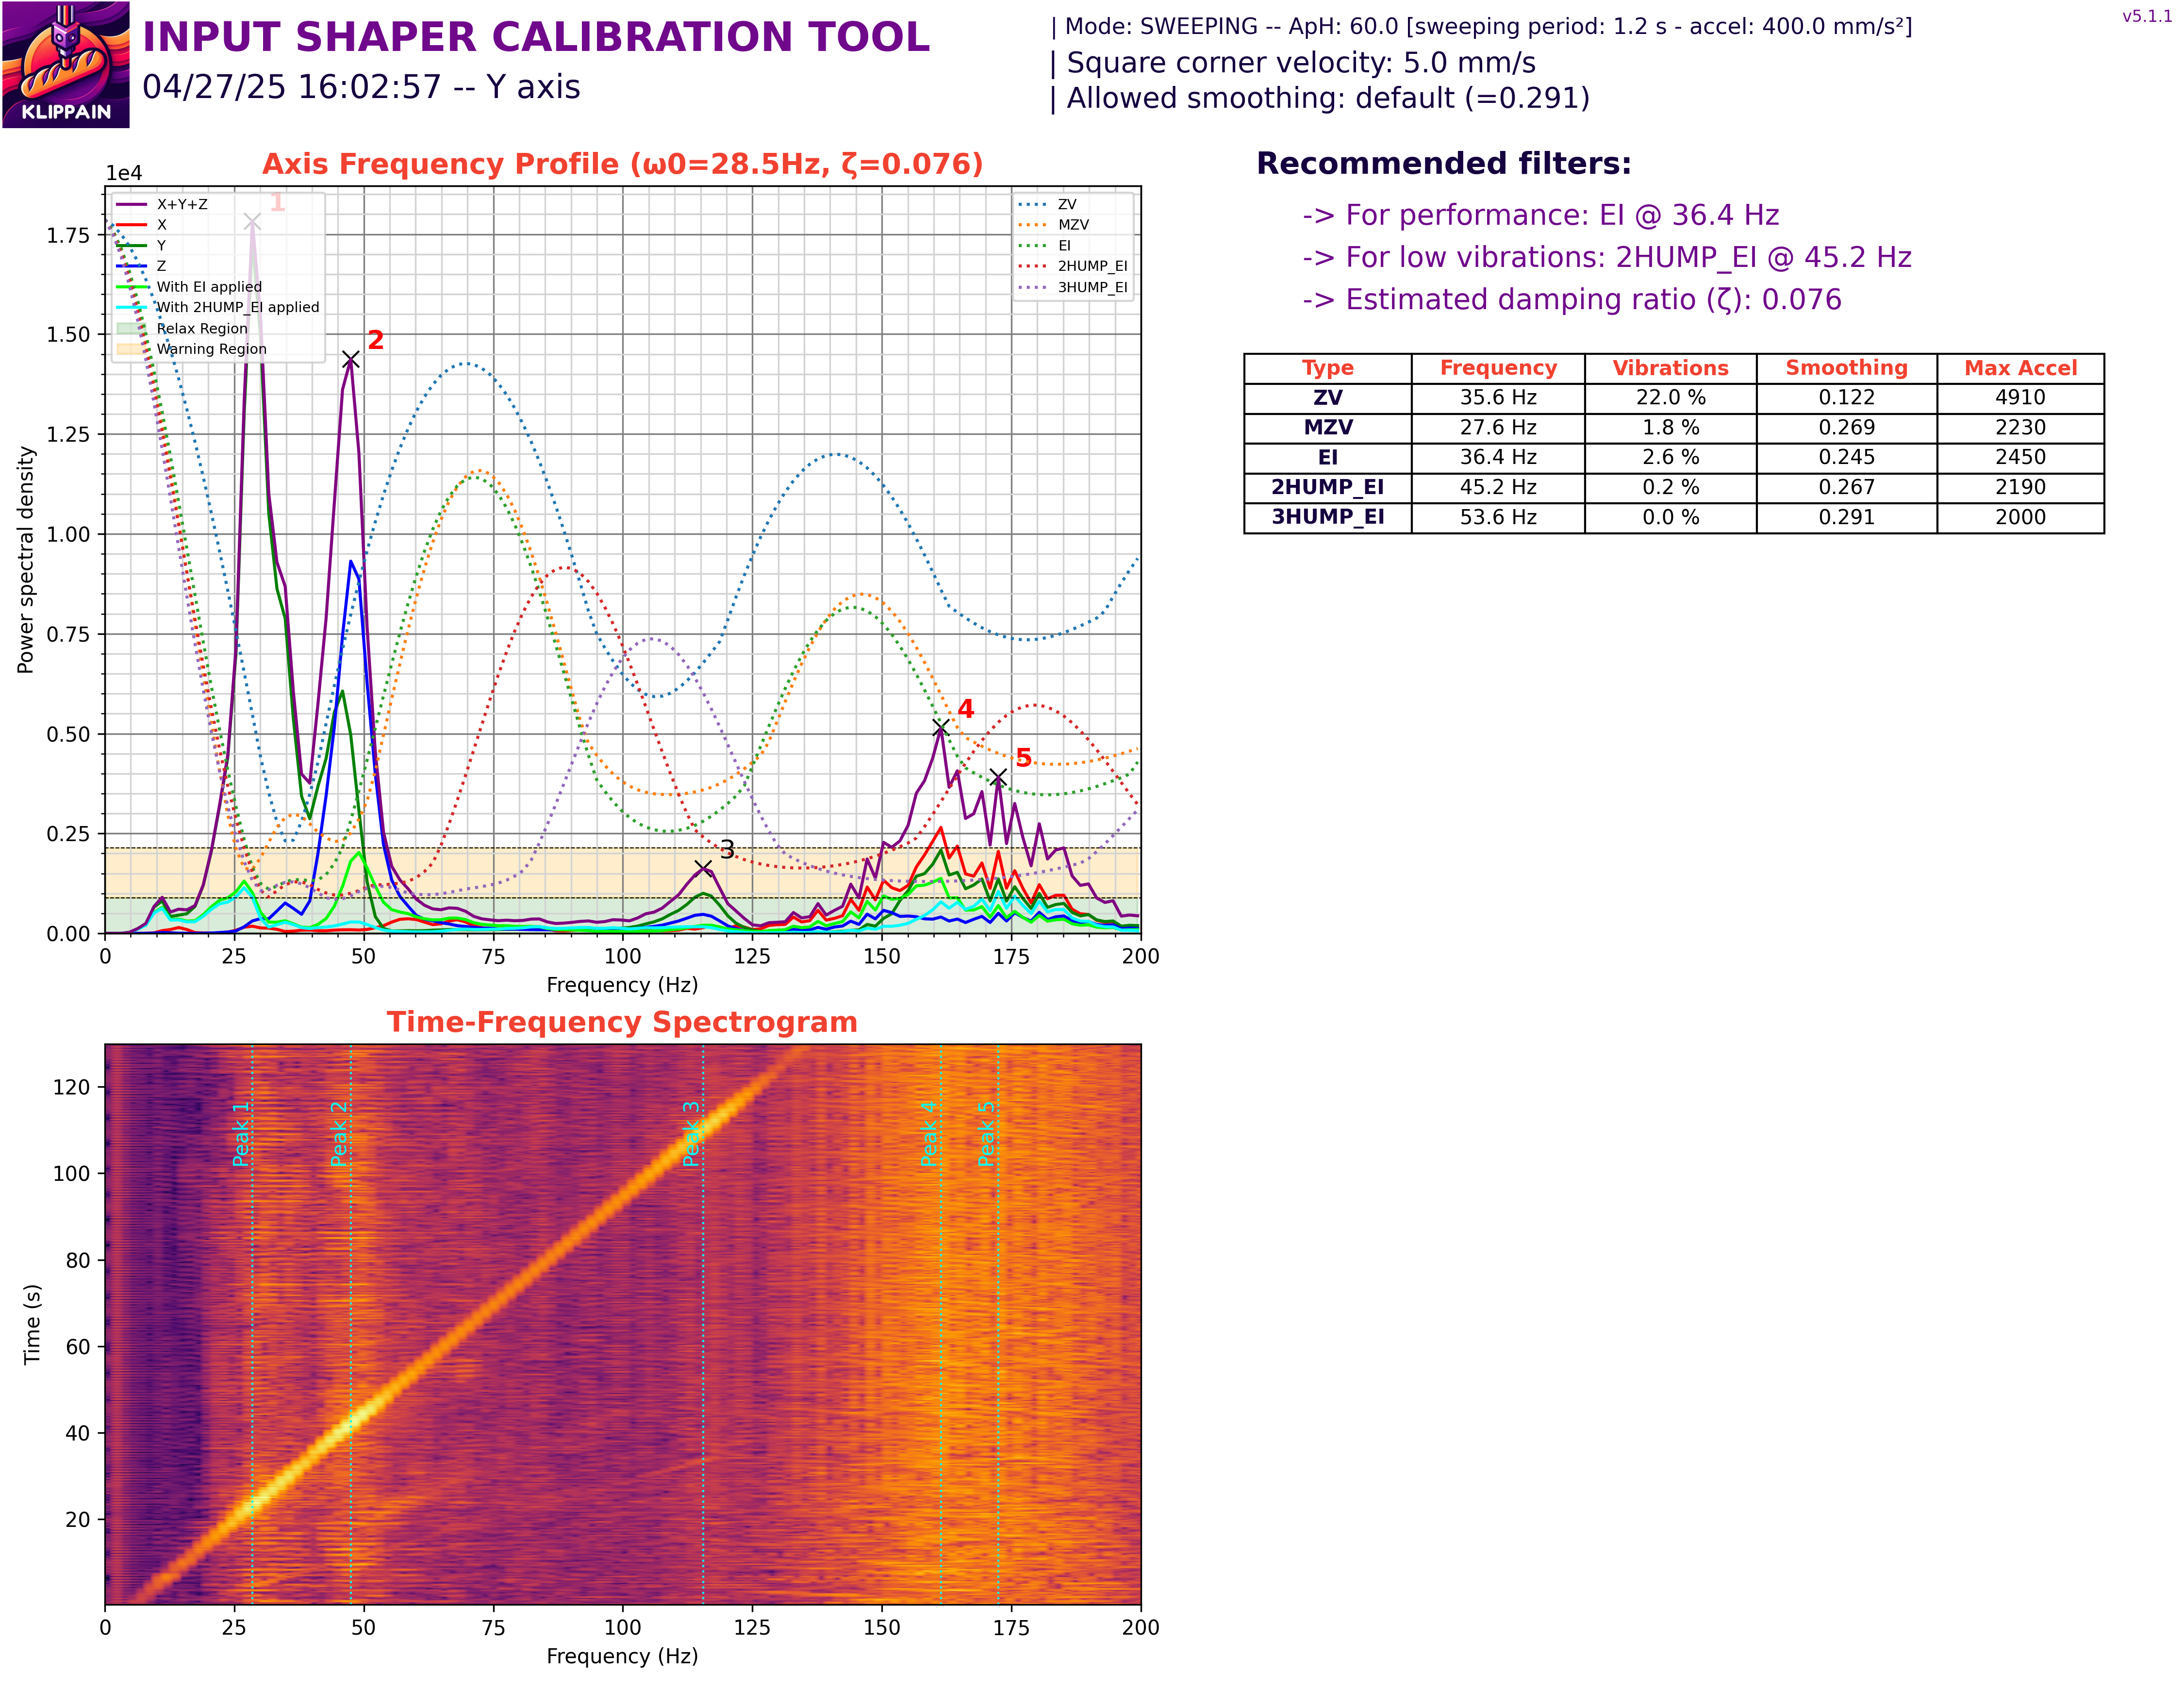 KLIPPAIN
INPUT SHAPER CALIBRATION TOOL
04/27/25 16:02:57 -- Y axis
| Mode: SWEEPING -- ApH: 60.0 [sweeping period: 1.2 s - accel: 400.0 mm/s²]
| Square corner velocity: 5.0 mm/s
| Allowed smoothing: default (=0.291)
v5.1.1
Axis Frequency Profile (ω0=28.5Hz, ζ=0.076)
1e4
1.75
1.50
1.25
1.00
0.75
0.50
0.25
0.00
Power spectral density
X+Y+Z
X
Y
Z
With EI applied
With 2HUMP_EI applied
Relax Region
Warning Region
ZV
MZV
EI
2HUMP_EI
3HUMP_EI
1
2
3
4
5
0 25 50 75 100 125 150 175 200
Frequency (Hz)
Recommended filters:
-> For performance: EI @ 36.4 Hz
-> For low vibrations: 2HUMP_EI @ 45.2 Hz
-> Estimated damping ratio (ζ): 0.076
Type Frequency Vibrations Smoothing Max Accel
ZV 35.6 Hz 22.0 % 0.122 4910
MZV 27.6 Hz 1.8 % 0.269 2230
EI 36.4 Hz 2.6 % 0.245 2450
2HUMP_EI 45.2 Hz 0.2 % 0.267 2190
3HUMP_EI 53.6 Hz 0.0 % 0.291 2000
Time-Frequency Spectrogram
120
100
80
60
40
20
Time (s)
Peak 1
Peak 2
Peak 3
Peak 4
Peak 5
0 25 50 75 100 125 150 175 200
Frequency (Hz)